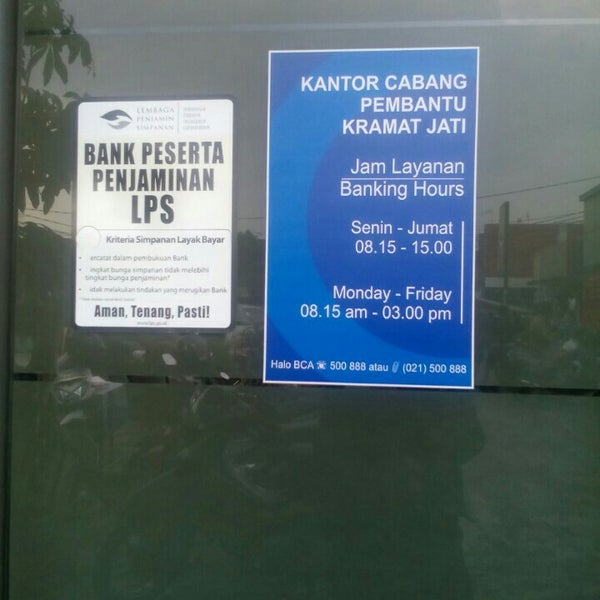 LEMBAGA
PENJAMIN
SIMPANAN
BANK PESERTA
PENJAMINAN
LPS
Kriteria Simpanan Layak Bayar
ercatat dalam pembukuan Bank
ingkat bunga simpanan tidak melebihi
tingkat bunga penjaminan*
idak melakukan tindakan yang merugikan Bank
Aman, Tenang, Pasti!
www.lps.go.id
KANTOR CABANG
PEMBANTU
KRAMAT JATI
Jam Layanan
Banking Hours
Senin - Jumat
08.15 - 15.00
Monday - Friday
08.15 am - 03.00 pm
Halo BCA ☎ 500 888 atau (021) 500 888